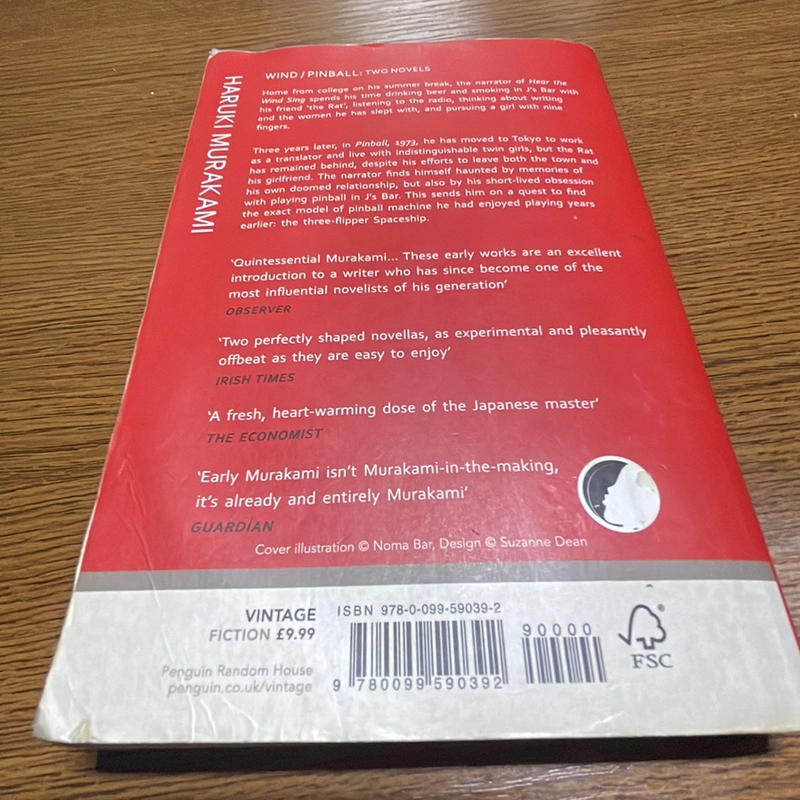 HARUKI MURAKAMI
WIND / PINBALL: TWO NOVELS
Home from college on his summer break, the narrator of Hear the
Wind Sing spends his time drinking beer and smoking in J's Bar with
his friend 'the Rat', listening to the radio, thinking about writing
and the women he has slept with, and pursuing a girl with nine
fingers.
Three years later, in Pinball, 1973, he has moved to Tokyo to work
as a translator and live with indistinguishable twin girls, but the Rat
has remained behind, despite his efforts to leave both the town and
his girlfriend. The narrator finds himself haunted by memories of
his own doomed relationship, but also by his short-lived obsession
with playing pinball in J's Bar. This sends him on a quest to find
the exact model of pinball machine he had enjoyed playing years
earlier: the three-flipper Spaceship.
'Quintessential Murakami... These early works are an excellent
introduction to a writer who has since become one of the
most influential novelists of his generation'
OBSERVER
'Two perfectly shaped novellas, as experimental and pleasantly
offbeat as they are easy to enjoy'
IRISH TIMES
'A fresh, heart-warming dose of the Japanese master'
THE ECONOMIST
'Early Murakami isn't Murakami-in-the-making,
it's already and entirely Murakami'
GUARDIAN
Cover illustration © Noma Bar, Design © Suzanne Dean
VINTAGE
FICTION £9.99
Penguin Random House
penguin.co.uk/vintage
ISBN 978-0-099-59039-2
90000
9 780099 590392
FSC